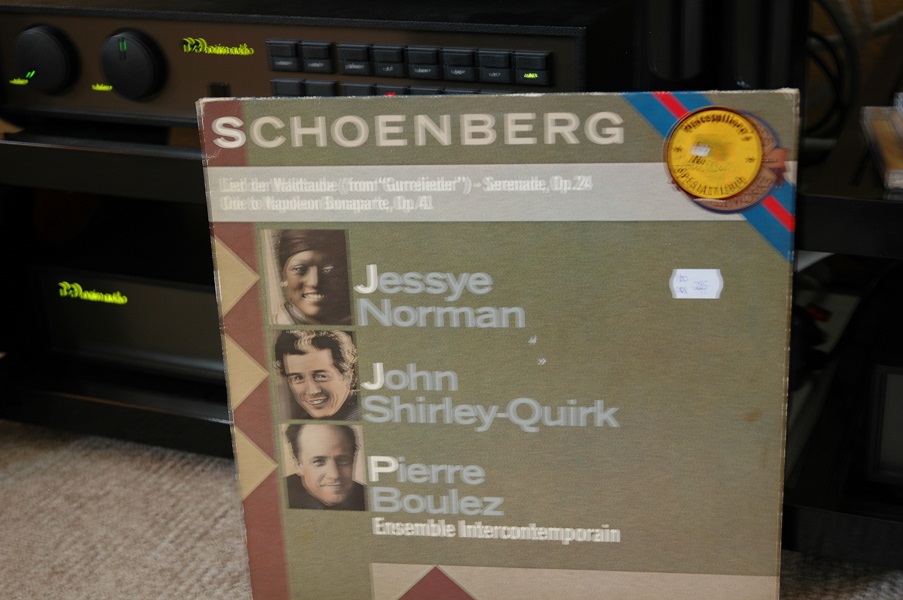 SCHOENBERG
Lied der Waldtaube (from "Gurrelieder") - Serenade, Op. 24
Ode to Napoleon Bonaparte, Op. 41
Jessye
Norman
John
Shirley-Quirk
Pierre
Boulez
Ensemble Intercontemporain